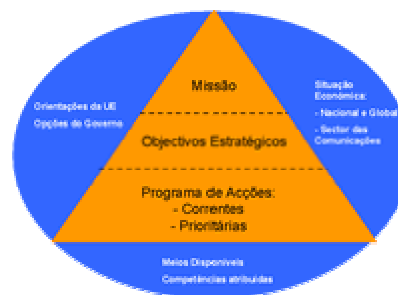 Missão
Orientações da UE
Opções do Governo
Situação
Económica:
- Nacional e Global
- Sector das
Comunicações
Objectivos Estratégicos
Programa de Acções:
- Correntes
- Prioritárias
Meios Disponíveis
Competências atribuídas